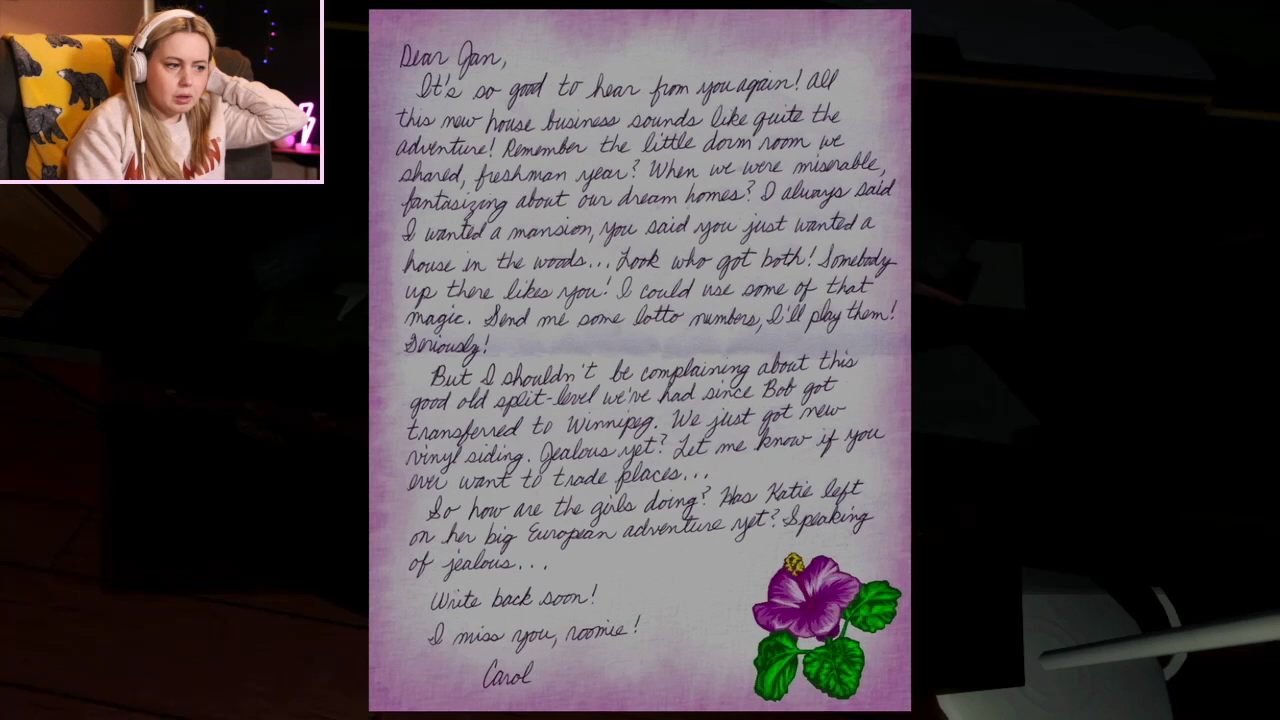 Dear Jan,
It's so good to hear from you again! All
this new house business sounds like quite the
adventure! Remember the little dorm room we
shared, freshman year? When we were miserable,
fantasizing about our dream homes? I always said
I wanted a mansion, you said you just wanted a
house in the woods... Look who got both! Somebody
up there likes you! I could use some of that
magic. Send me some lotto numbers, I'll play them!
Seriously!
But I shouldn't be complaining about this
good old split-level we've had since Bob got
transferred to Winnipeg. We just got new
vinyl siding. Jealous yet? Let me know if you
ever want to trade places...
So how are the girls doing? Has Katie left
on her big European adventure yet? Speaking
of jealous...
Write back soon!
I miss you, roomie!
Carol